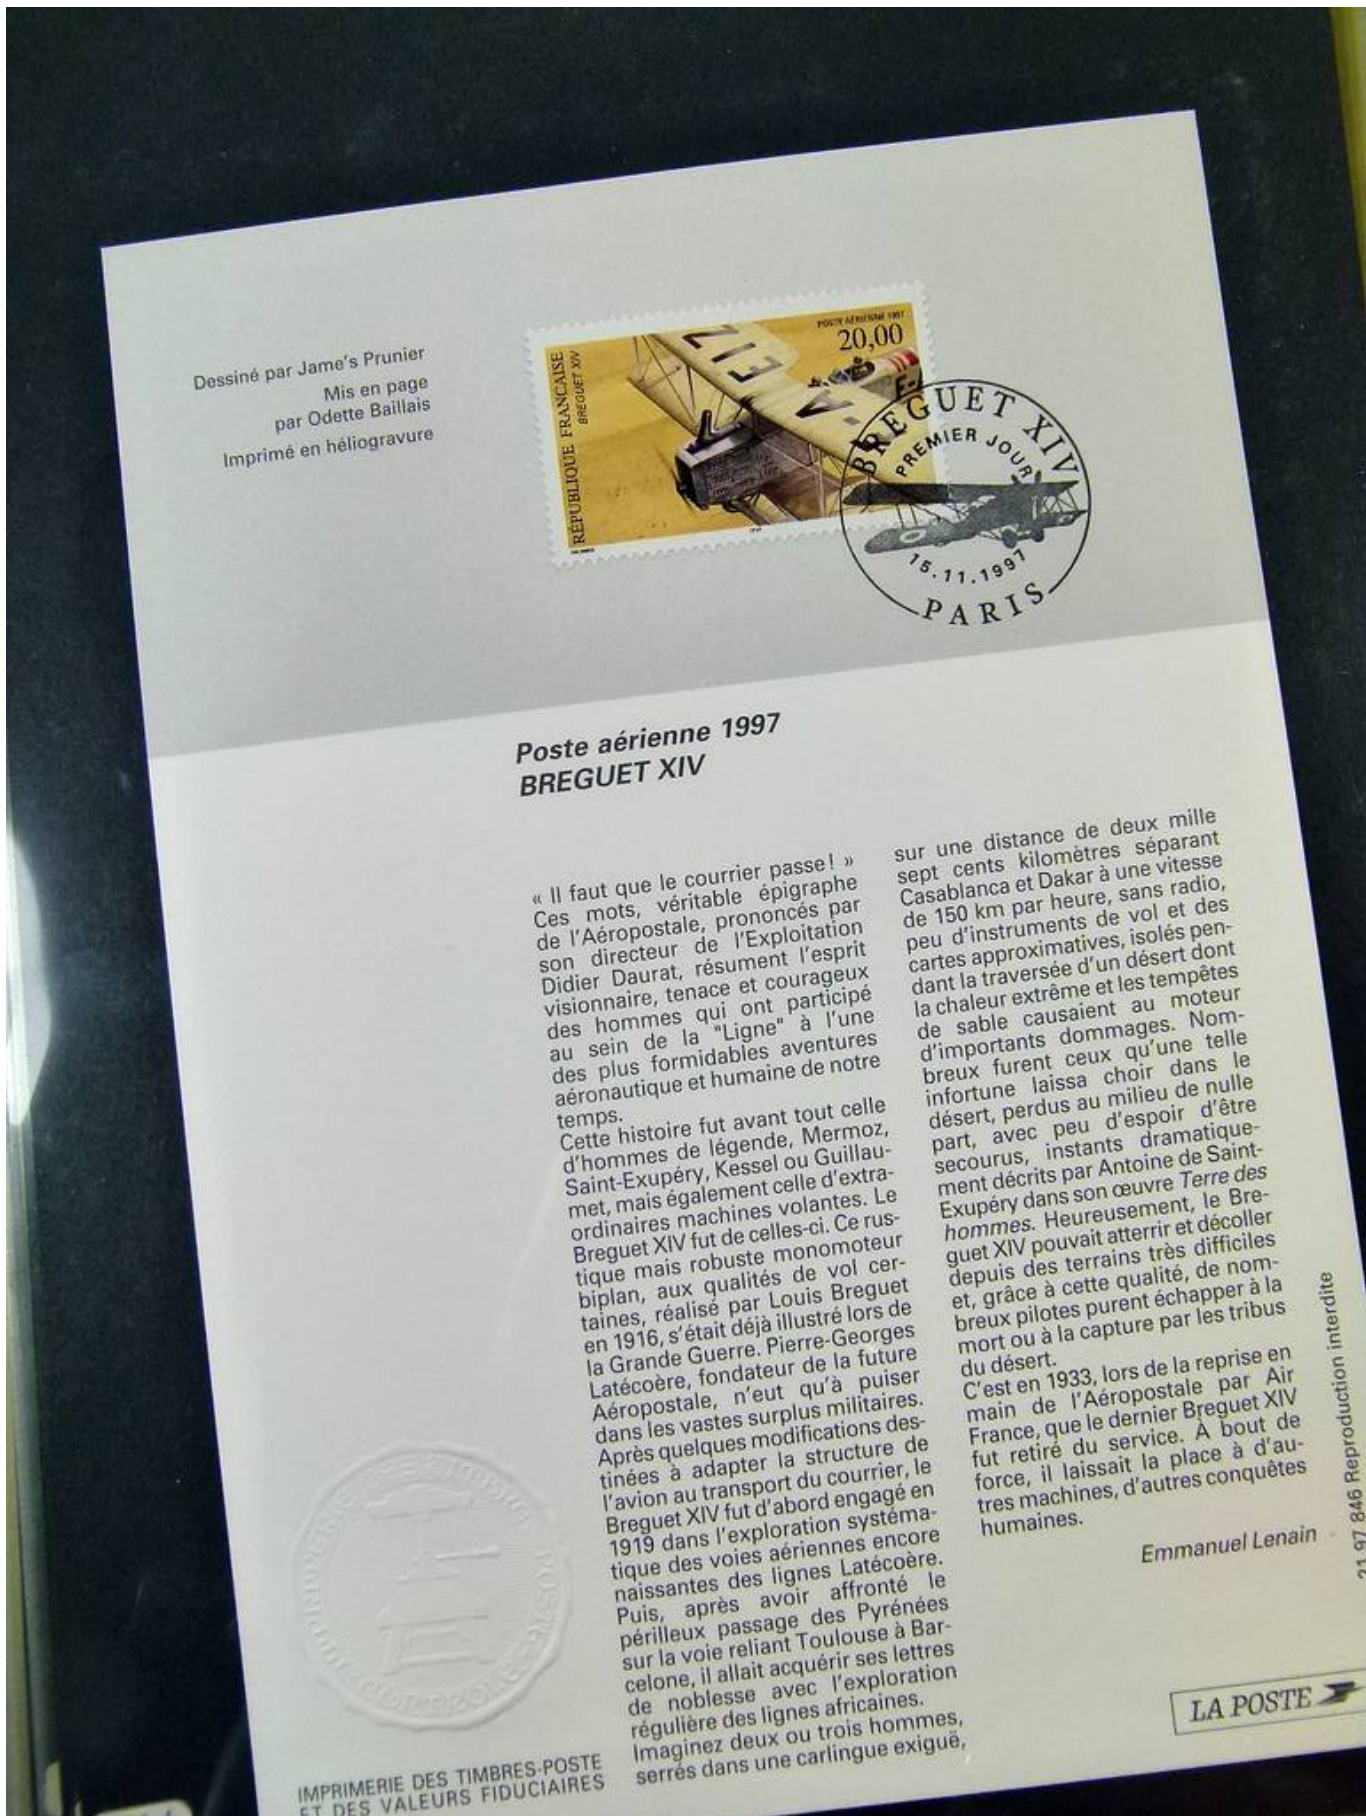 Dessiné par Jame's Prunier
Mis en page
par Odette Baillais
Imprimé en héliogravure
RÉPUBLIQUE FRANÇAISE
BREGUET XIV
POSTE AÉRIENNE 1997
20,00
EIZ
-A
F-
BREGUET XIV
PREMIER JOUR
15.11.1997
PARIS
Poste aérienne 1997
BREGUET XIV
« Il faut que le courrier passe! »
Ces mots, véritable épigraphe
de l'Aéropostale, prononcés par
son directeur de l'Exploitation
Didier Daurat, résument l'esprit
visionnaire, tenace et courageux
des hommes qui ont participé
au sein de la "Ligne" à l'une
des plus formidables aventures
aéronautique et humaine de notre
temps.
Cette histoire fut avant tout celle
d'hommes de légende, Mermoz,
Saint-Exupéry, Kessel ou Guillau-
met, mais également celle d'extra-
ordinaires machines volantes. Le
Breguet XIV fut de celles-ci. Ce rus-
tique mais robuste monomoteur
biplan, aux qualités de vol cer-
taines, réalisé par Louis Breguet
en 1916, s'était déjà illustré lors de
la Grande Guerre. Pierre-Georges
Latécoère, fondateur de la future
Aéropostale, n'eut qu'à puiser
dans les vastes surplus militaires.
Après quelques modifications des-
tinées à adapter la structure de
l'avion au transport du courrier, le
Breguet XIV fut d'abord engagé en
1919 dans l'exploration systéma-
tique des voies aériennes encore
naissantes des lignes Latécoère.
Puis, après avoir affronté le
périlleux passage des Pyrénées
sur la voie reliant Toulouse à Bar-
celone, il allait acquérir ses lettres
de noblesse avec l'exploration
régulière des lignes africaines.
Imaginez deux ou trois hommes,
serrés dans une carlingue exiguë,
sur une distance de deux mille
sept cents kilomètres séparant
Casablanca et Dakar à une vitesse
de 150 km par heure, sans radio,
peu d'instruments de vol et des
cartes approximatives, isolés pen-
dant la traversée d'un désert dont
la chaleur extrême et les tempêtes
de sable causaient au moteur
d'importants dommages. Nom-
breux furent ceux qu'une telle
infortune laissa choir dans le
désert, perdus au milieu de nulle
part, avec peu d'espoir d'être
secourus, instants dramatique-
ment décrits par Antoine de Saint-
Exupéry dans son œuvre Terre des
hommes. Heureusement, le Bre-
guet XIV pouvait atterrir et décoller
depuis des terrains très difficiles
et, grâce à cette qualité, de nom-
breux pilotes purent échapper à la
mort ou à la capture par les tribus
du désert.
C'est en 1933, lors de la reprise en
main de l'Aéropostale par Air
France, que le dernier Breguet XIV
fut retiré du service. À bout de
force, il laissait la place à d'au-
tres machines, d'autres conquêtes
humaines.
Emmanuel Lenain
21 97 846 Reproduction interdite
LA POSTE
IMPRIMERIE DES TIMBRES-POSTE
ET DES VALEURS FIDUCIAIRES